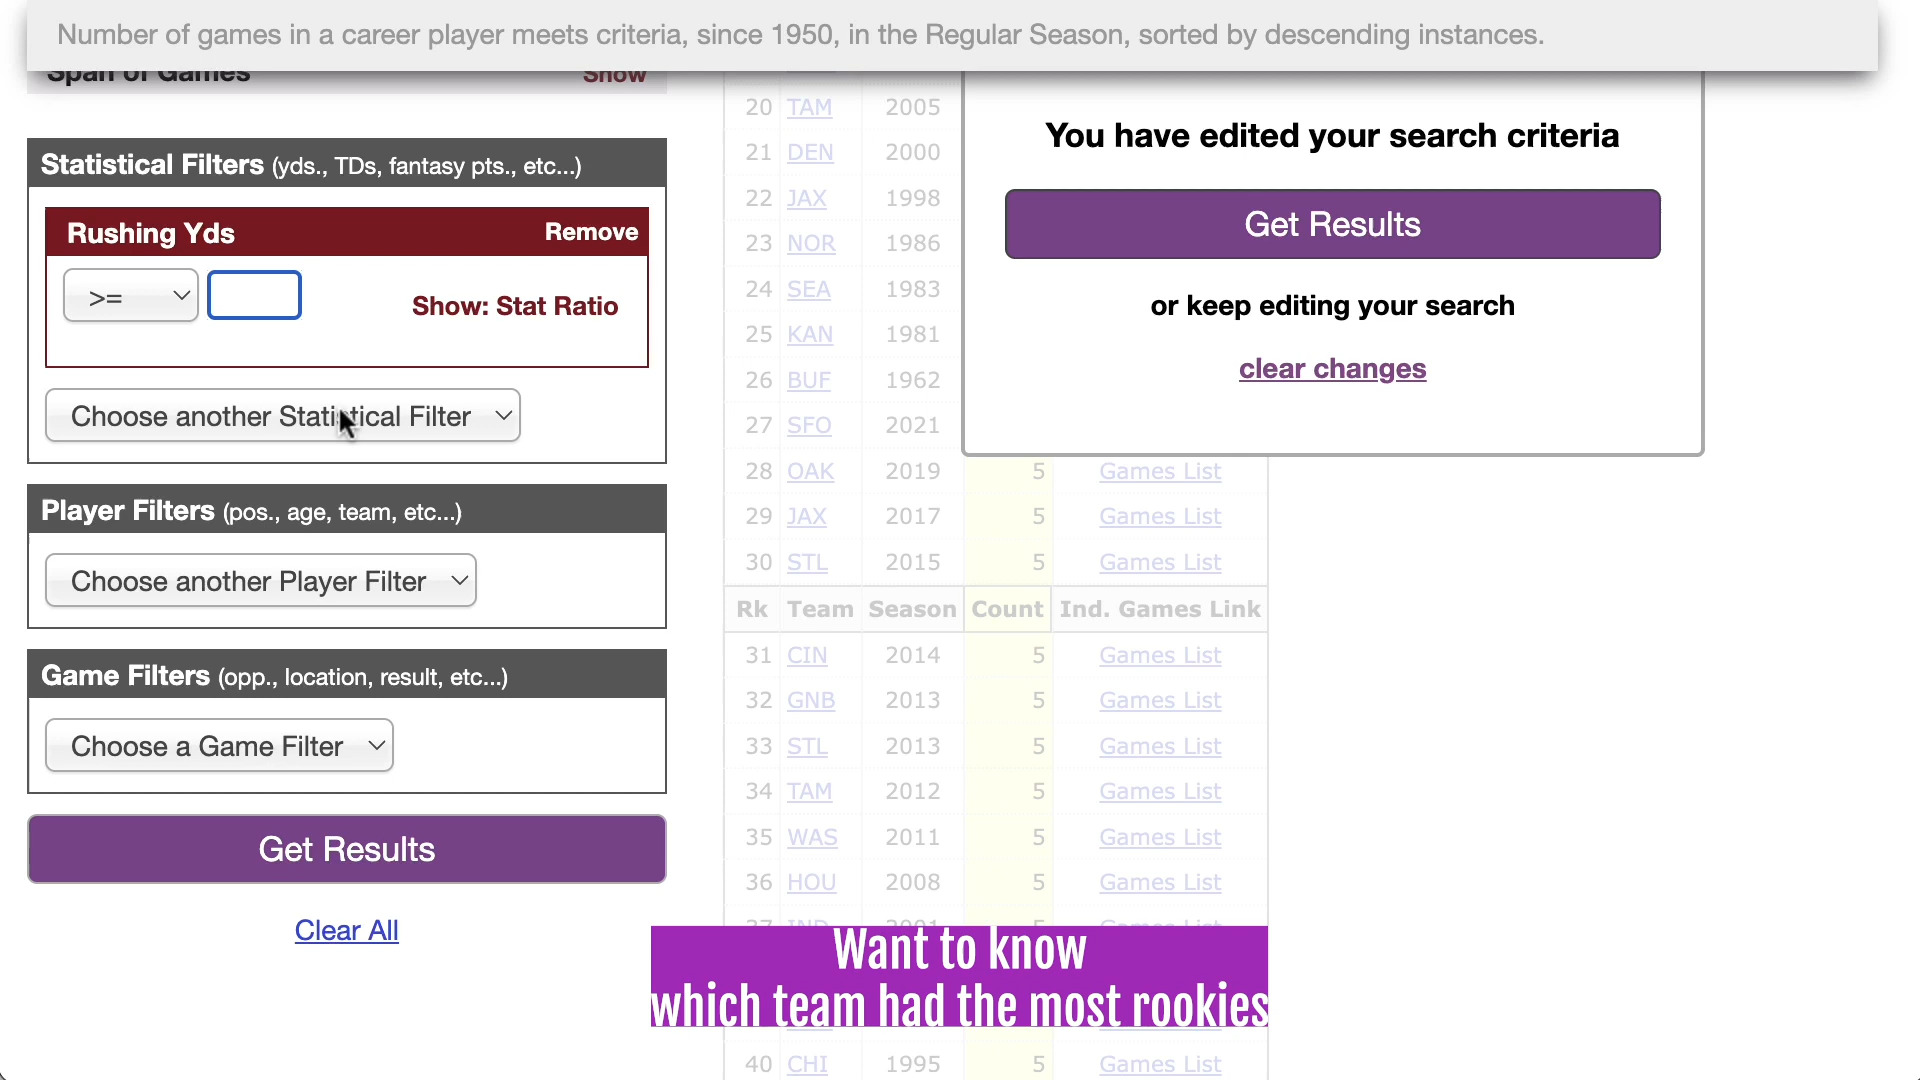 Number of games in a career player meets criteria, since 1950, in the Regular Season, sorted by descending instances.
Span of Games Show
Statistical Filters (yds., TDs, fantasy pts., etc...)
Rushing Yds Remove
>=
Show: Stat Ratio
Choose another Statistical Filter
Player Filters (pos., age, team, etc...)
Choose another Player Filter
Game Filters (opp., location, result, etc...)
Choose a Game Filter
Get Results
Clear All
20 TAM 2005
21 DEN 2000
22 JAX 1998
23 NOR 1986
24 SEA 1983
25 KAN 1981
26 BUF 1962
27 SFO 2021
28 OAK 2019 5 Games List
29 JAX 2017 5 Games List
30 STL 2015 5 Games List
Rk Team Season Count Ind. Games Link
31 CIN 2014 5 Games List
32 GNB 2013 5 Games List
33 STL 2013 5 Games List
34 TAM 2012 5 Games List
35 WAS 2011 5 Games List
36 HOU 2008 5 Games List
37 IND 2001 5 Games List
40 CHI 1995 5 Games List
You have edited your search criteria
Get Results
or keep editing your search
clear changes
Want to know
which team had the most rookies